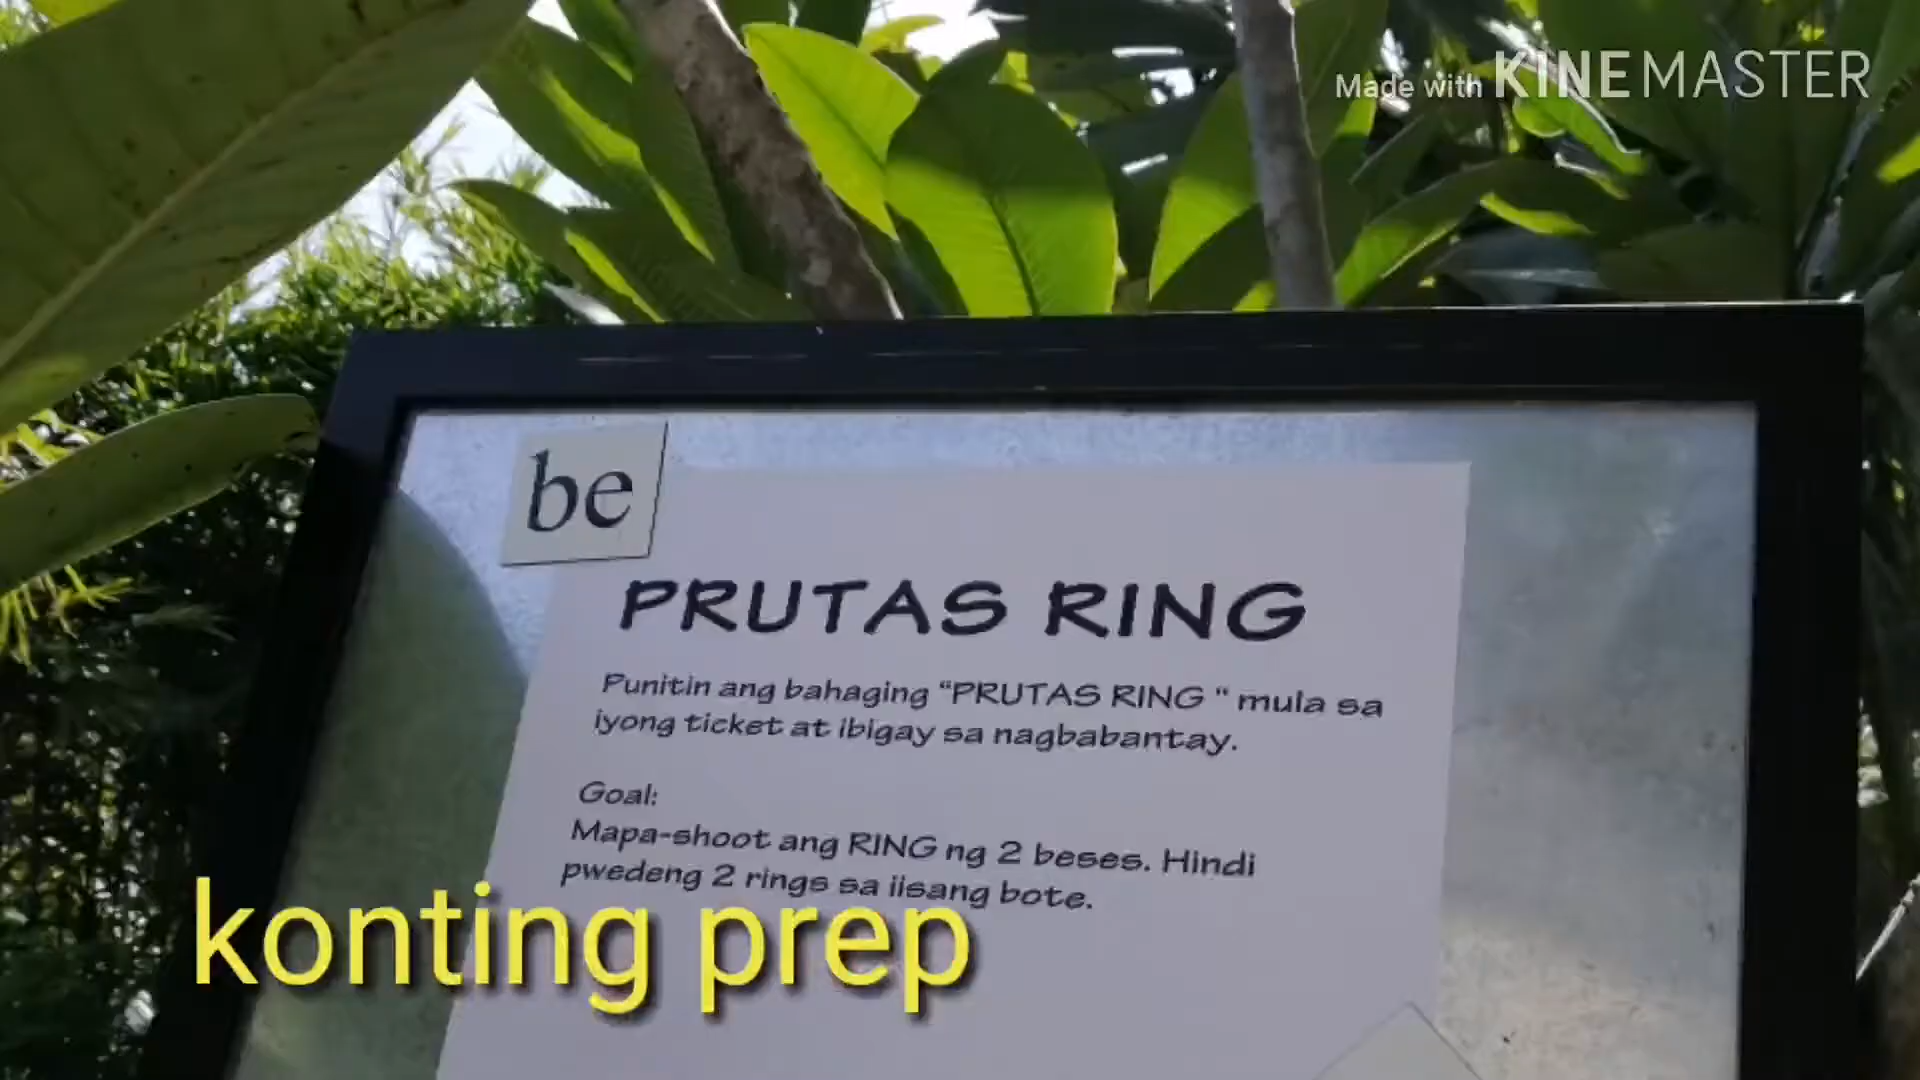 Made with KINEMASTER
be
PRUTAS RING
Punitin ang bahaging “PRUTAS RING “ mula sa
iyong ticket at ibigay sa nagbabantay.
Goal:
Mapa-shoot ang RING ng 2 beses. Hindi
pwedeng 2 rings sa iisang bote.
konting prep